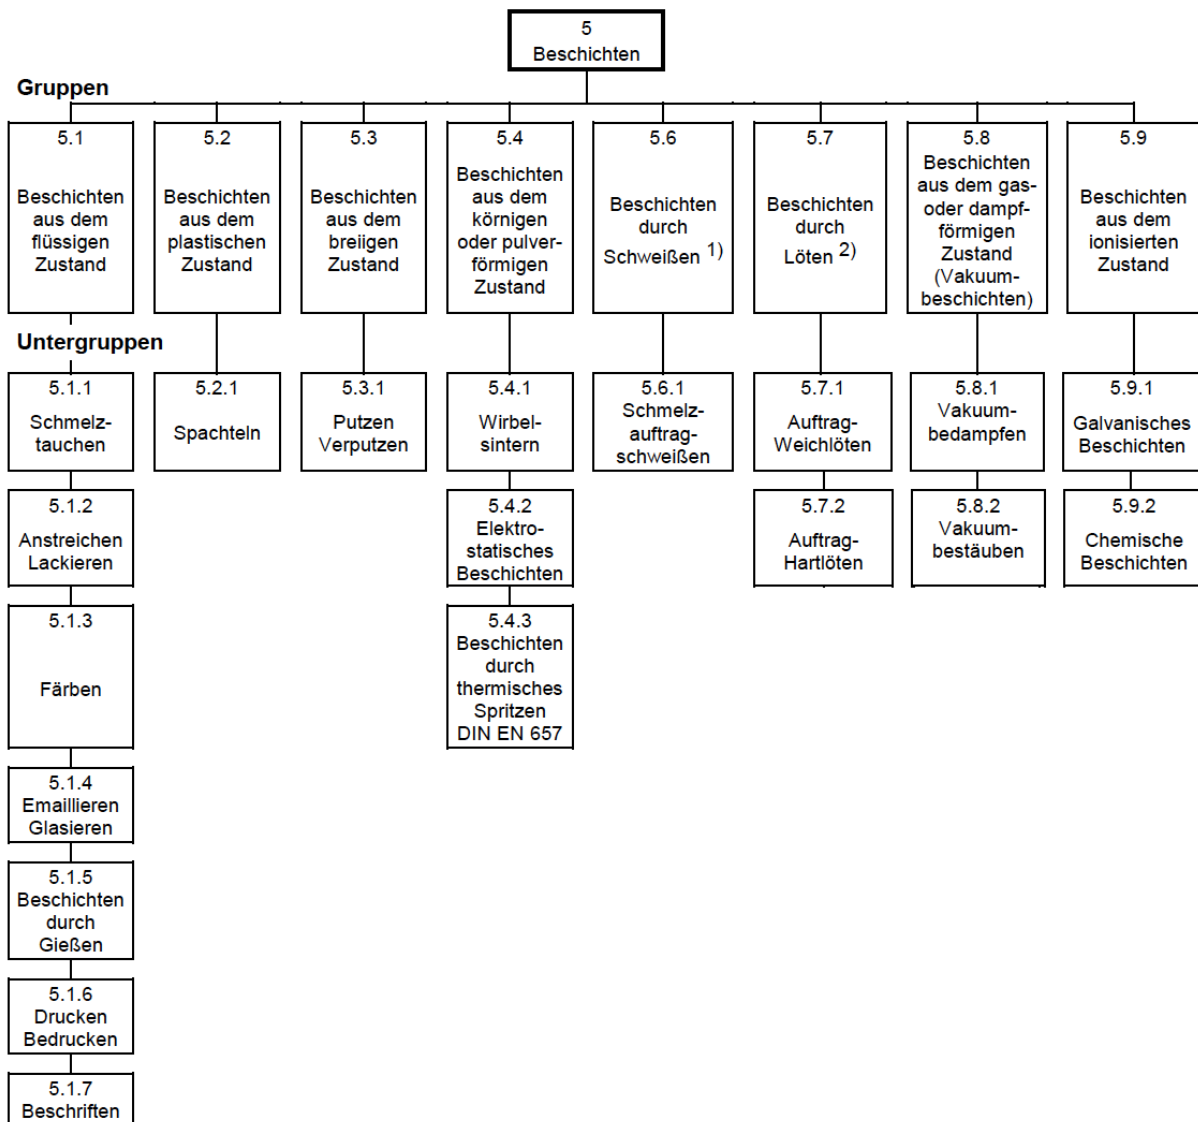 5
Beschichten
Gruppen
5.1
Beschichten
aus dem
flüssigen
Zustand
5.2
Beschichten
aus dem
plastischen
Zustand
5.3
Beschichten
aus dem
breiigen
Zustand
5.4
Beschichten
aus dem
körnigen
oder pulver-
förmigen
Zustand
5.6
Beschichten
durch
Schweißen 1)
5.7
Beschichten
durch
Löten 2)
5.8
Beschichten
aus dem gas-
oder dampf-
förmigen
Zustand
(Vakuum-
beschichten)
5.9
Beschichten
aus dem
ionisierten
Zustand
Untergruppen
5.1.1
Schmelz-
tauchen
5.2.1
Spachteln
5.3.1
Putzen
Verputzen
5.4.1
Wirbel-
sintern
5.6.1
Schmelz-
auftrag-
schweißen
5.7.1
Auftrag-
Weichlöten
5.8.1
Vakuum-
bedampfen
5.9.1
Galvanisches
Beschichten
5.1.2
Anstreichen
Lackieren
5.4.2
Elektro-
statisches
Beschichten
5.7.2
Auftrag-
Hartlöten
5.8.2
Vakuum-
bestäuben
5.9.2
Chemische
Beschichten
5.1.3
Färben
5.4.3
Beschichten
durch
thermisches
Spritzen
DIN EN 657
5.1.4
Emaillieren
Glasieren
5.1.5
Beschichten
durch
Gießen
5.1.6
Drucken
Bedrucken
5.1.7
Beschriften